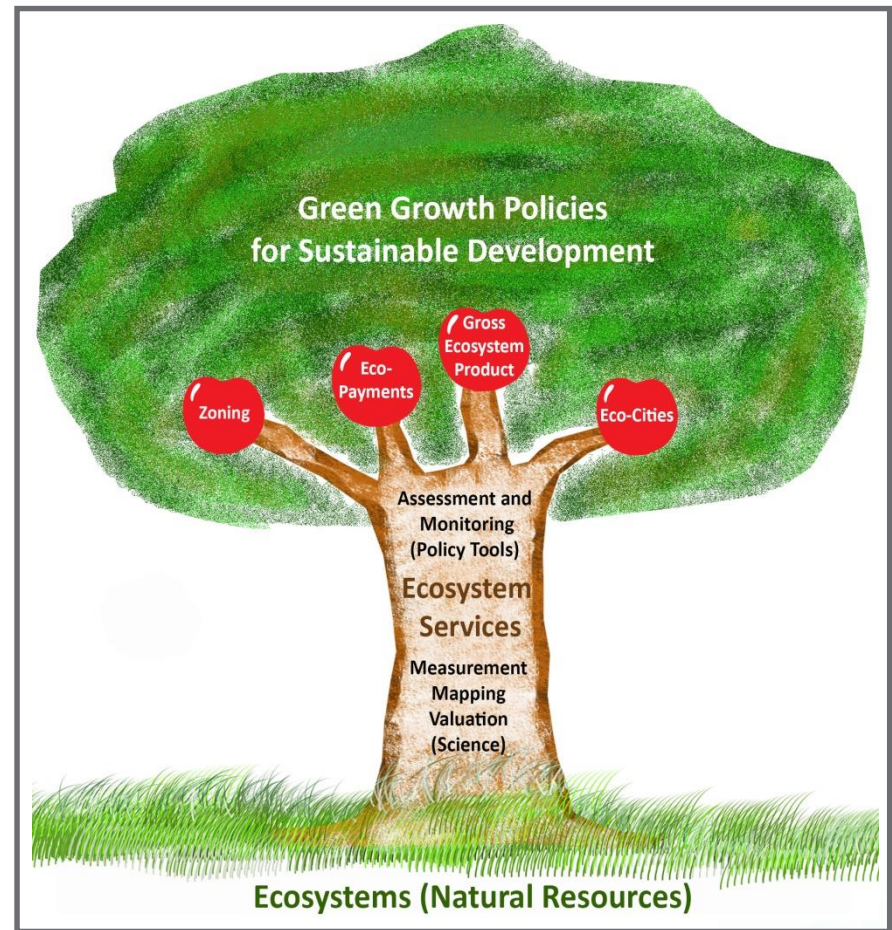 Green Growth Policies
for Sustainable Development
Gross
Ecosystem
Product
Eco-
Payments
Zoning
Eco-Cities
Assessment and
Monitoring
(Policy Tools)
Ecosystem
Services
Measurement
Mapping
Valuation
(Science)
Ecosystems (Natural Resources)